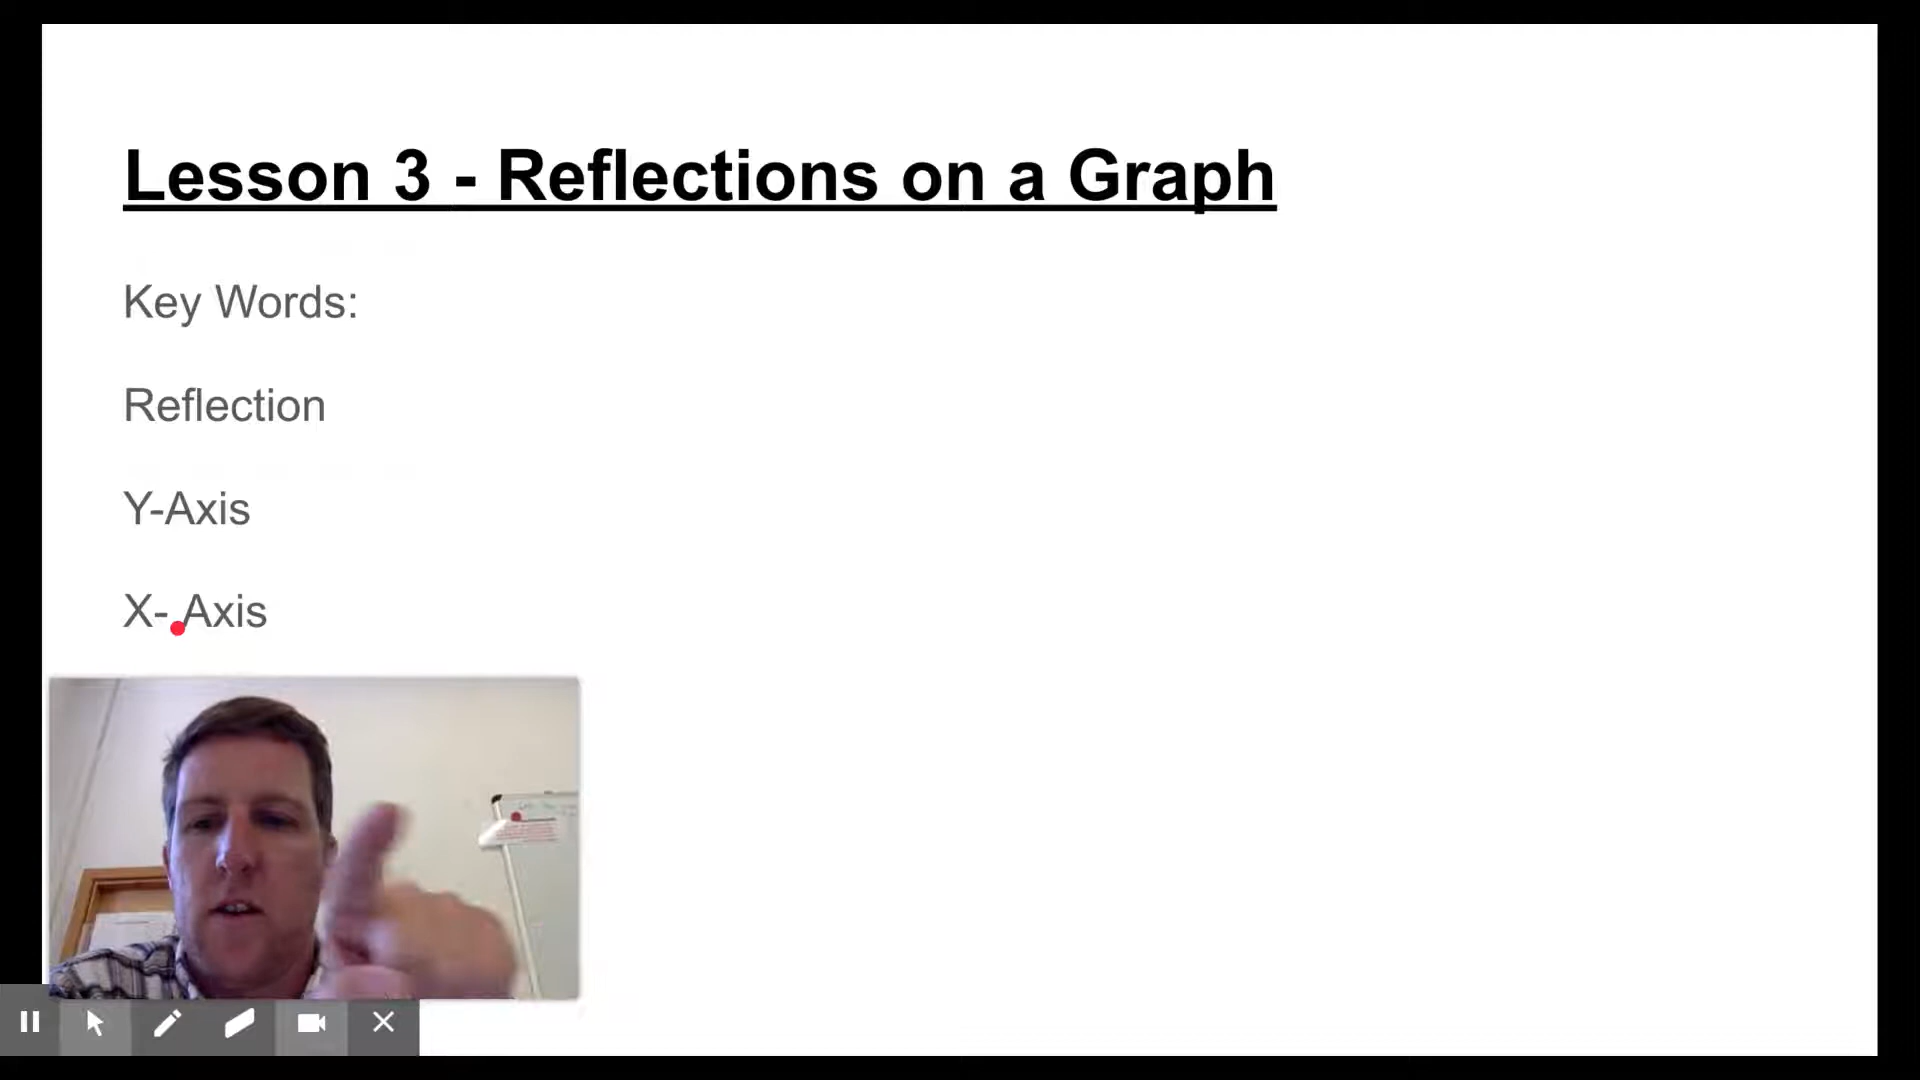 Lesson 3 - Reflections on a Graph
Key Words:
Reflection
Y-Axis
X- Axis